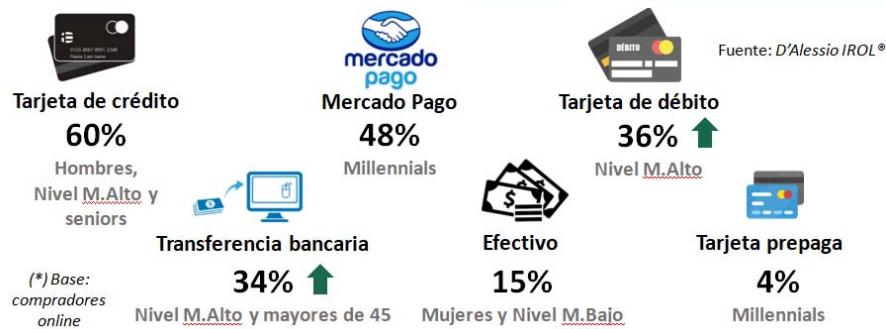 mercado
pago
DÉBITO
Fuente: D'Alessio IROL®
Tarjeta de crédito
Mercado Pago
Tarjeta de débito
60%
48%
36%
Hombres,
Nivel M.Alto y
seniors
Millennials
Nivel M.Alto
Transferencia bancaria
Efectivo
Tarjeta prepaga
(*) Base:
compradores
online
34%
15%
4%
Nivel M.Alto y mayores de 45
Mujeres y Nivel M.Bajo
Millennials